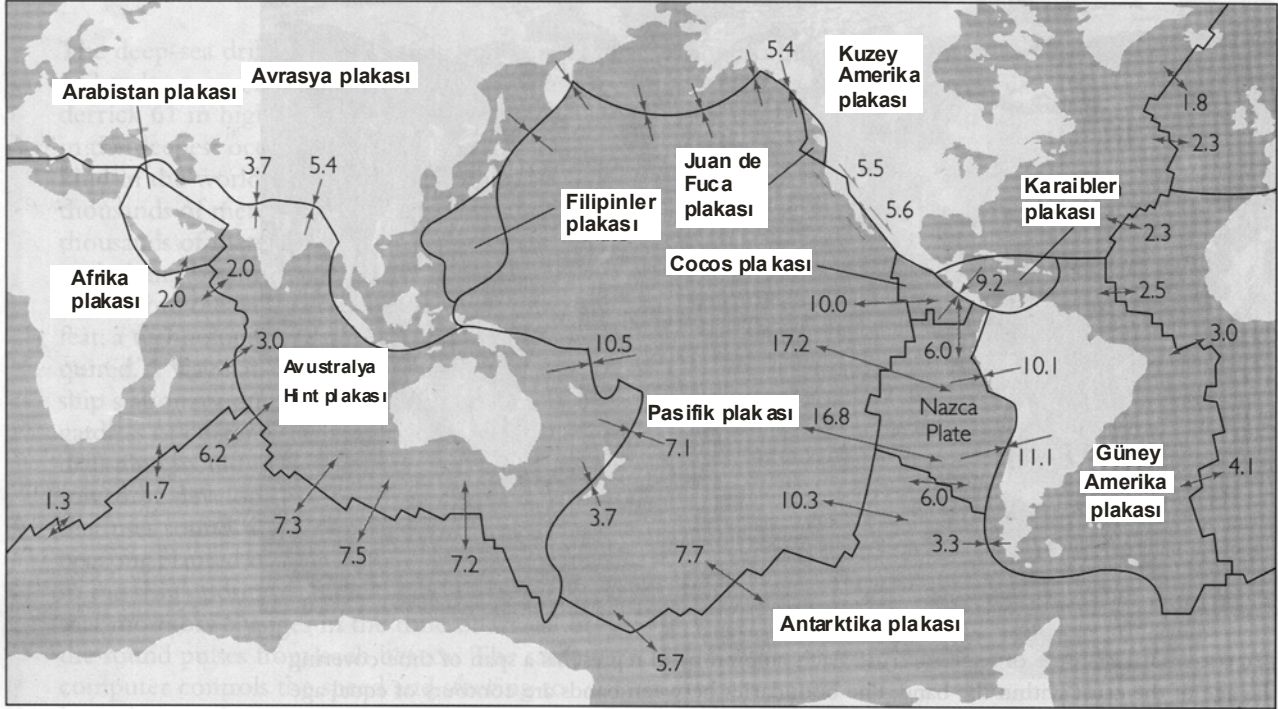 Arabistan plakası
Avrasya plakası
5.4
Kuzey
Amerika
plakası
1.8
2.3
3.7
5.4
Juan de
Fuca
plakası
5.5
5.6
Karaibler
plakası
2.3
Filipinler
plakası
Cocos plakası
Afrika
plakası
2.0
2.0
9.2
10.0
2.5
3.0
3.0
10.5
17.2
6.0
10.1
Avustralya
Hint plakası
Pasifik plakası
16.8
Nazca
Plate
7.1
11.1
Güney
Amerika
plakası
4.1
6.2
1.7
1.3
7.3
7.5
7.2
3.7
10.3
6.0
3.3
7.7
Antarktika plakası
5.7